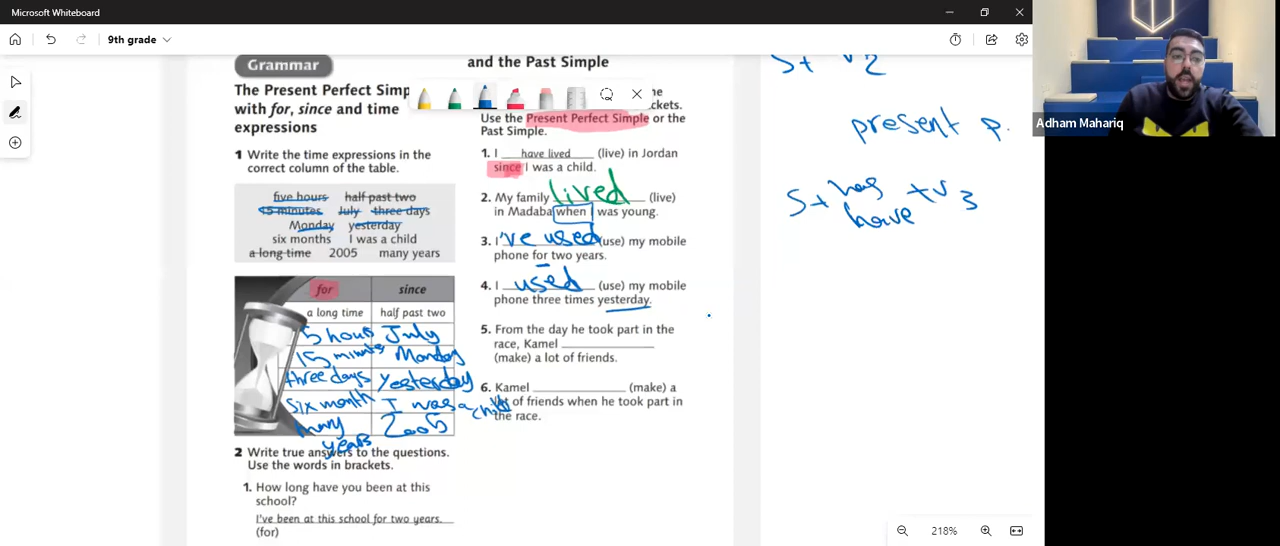 Microsoft Whiteboard
9th grade
Grammar
The Present Perfect Simp
with for, since and time
expressions
1 Write the time expressions in the
correct column of the table.
five hours half past two
15 minutes July three days
Monday yesterday
six months I was a child
a long time 2005 many years
for since
a long time half past two
5 hours July
15 minute Monday
three days yesterday
six month I was a child
many years 2005
2 Write true answers to the questions.
Use the words in brackets.
1. How long have you been at this
school?
I've been at this school for two years.
(for)
and the Past Simple
ckets.
Use the Present Perfect Simple or the
Past Simple.
1. I have lived (live) in Jordan
since I was a child.
2. My family lived (live)
in Madaba when I was young.
3. I've used (use) my mobile
phone for two years.
4. I used (use) my mobile
phone three times yesterday.
5. From the day he took part in the
race, Kamel ____________
(make) a lot of friends.
6. Kamel ____________ (make) a
lot of friends when he took part in
the race.
S+ V2
present p.
S+ has
have +V3
Adham Mahariq
218%